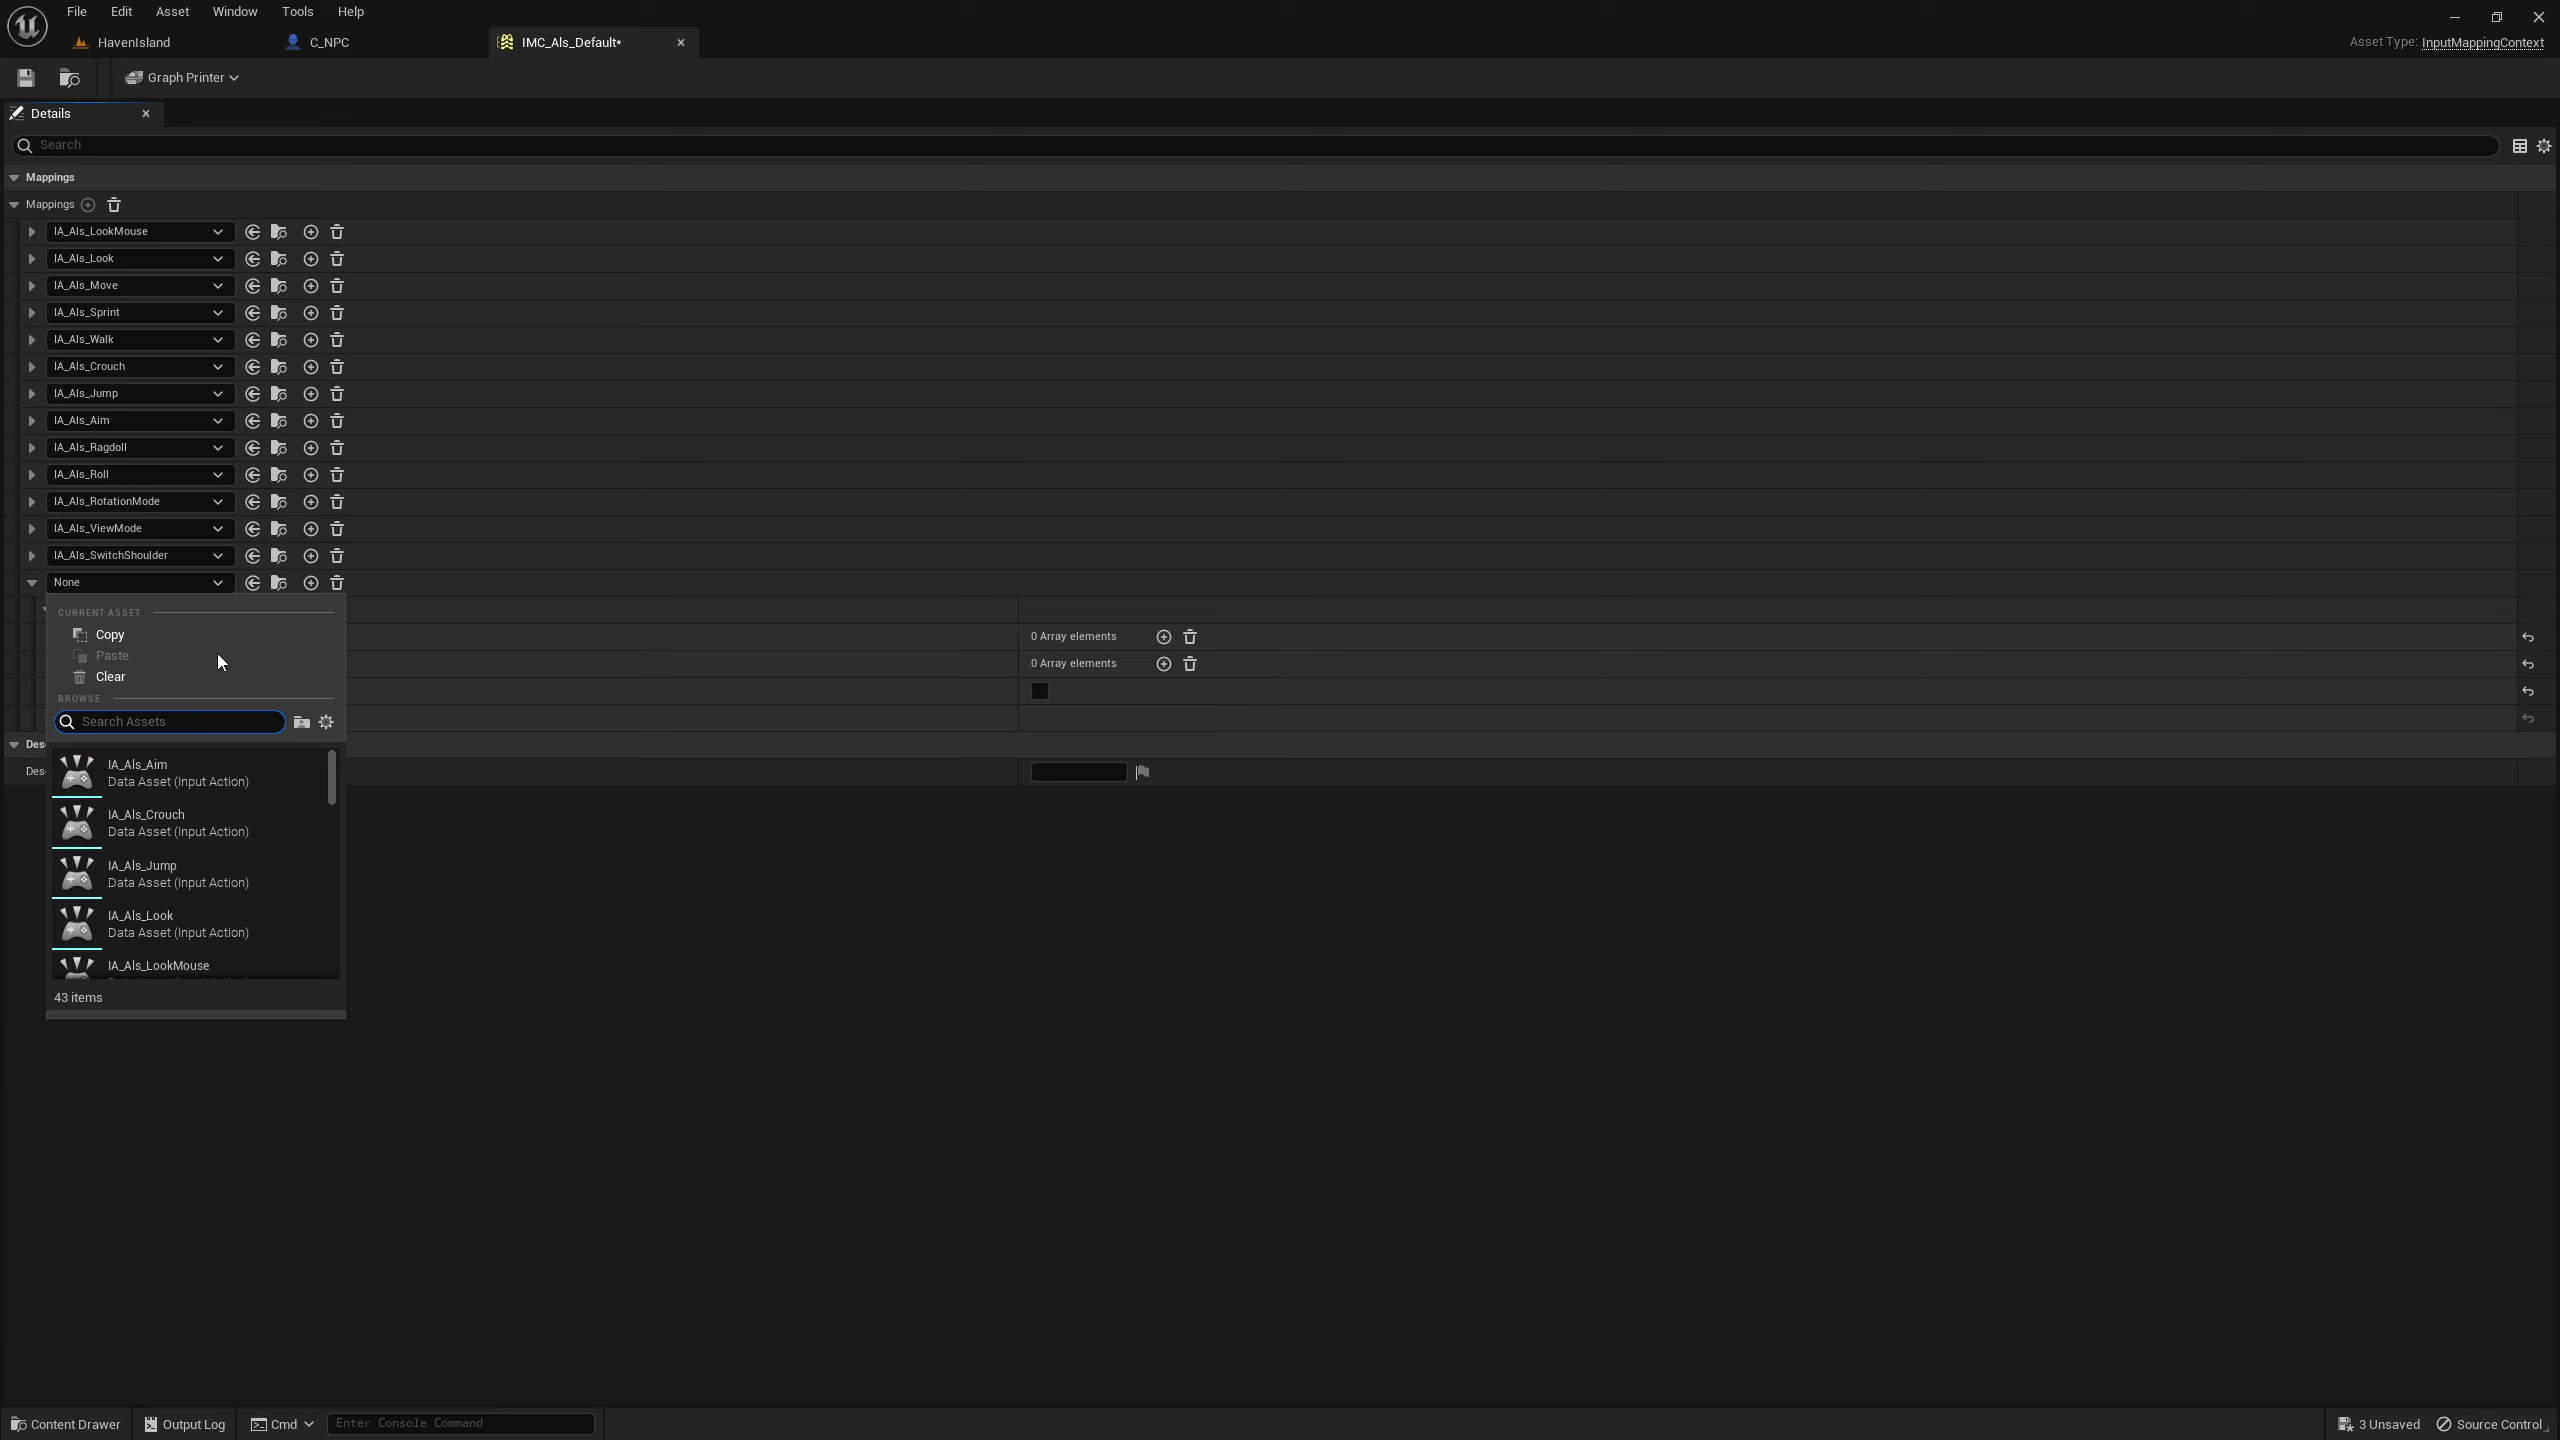 File Edit Asset Window Tools Help
HavenIsland
C_NPC
IMC_Als_Default*
Asset Type: InputMappingContext
Graph Printer
Details
Search
Mappings
Mappings
IA_Als_LookMouse
IA_Als_Look
IA_Als_Move
IA_Als_Sprint
IA_Als_Walk
IA_Als_Crouch
IA_Als_Jump
IA_Als_Aim
IA_Als_Ragdoll
IA_Als_Roll
IA_Als_RotationMode
IA_Als_ViewMode
IA_Als_SwitchShoulder
None
CURRENT ASSET
Copy
0 Array elements
Paste
0 Array elements
Clear
BROWSE
Search Assets
Des
Des
IA_Als_Aim
Data Asset (Input Action)
IA_Als_Crouch
Data Asset (Input Action)
IA_Als_Jump
Data Asset (Input Action)
IA_Als_Look
Data Asset (Input Action)
IA_Als_LookMouse
43 items
Content Drawer
Output Log
Cmd
Enter Console Command
3 Unsaved
Source Control